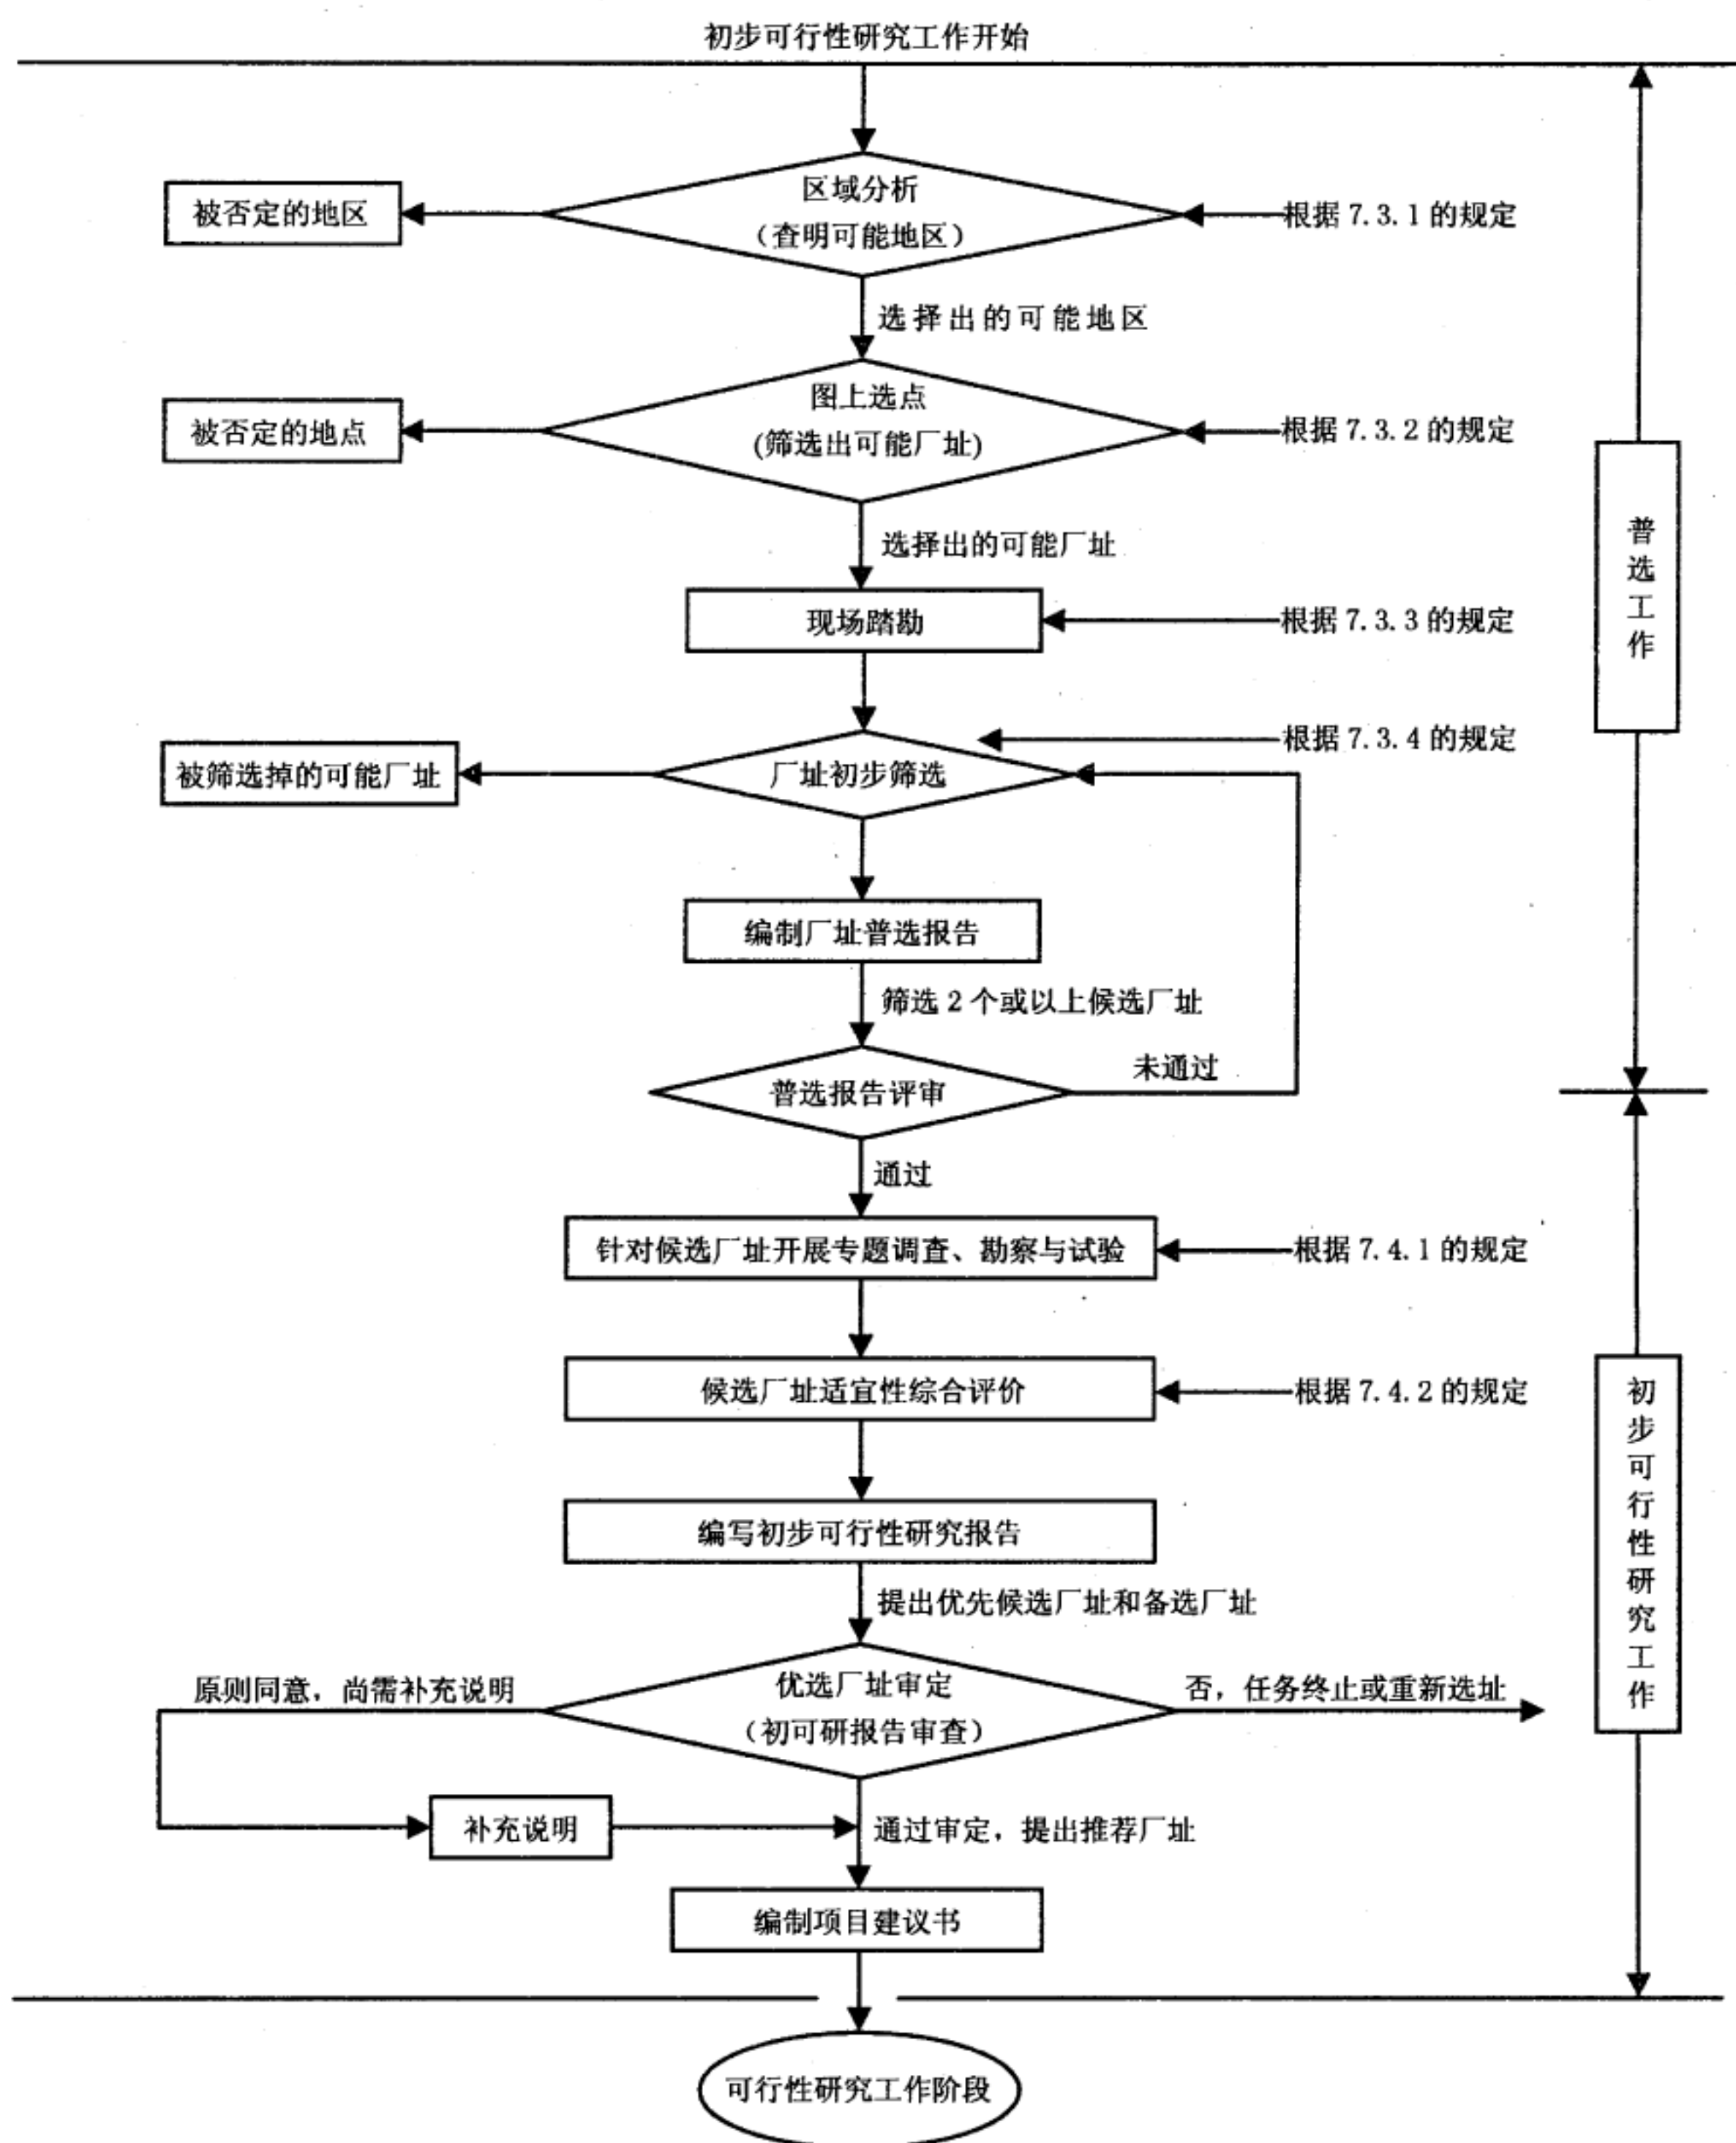 初步可行性研究工作开始
区域分析
（查明可能地区）
被否定的地区
根据 7.3.1 的规定
选择出的可能地区
图上选点
(筛选出可能厂址)
被否定的地点
根据 7.3.2 的规定
选择出的可能厂址
普选工作
现场踏勘
根据 7.3.3 的规定
根据 7.3.4 的规定
被筛选掉的可能厂址
厂址初步筛选
编制厂址普选报告
筛选 2 个或以上候选厂址
未通过
普选报告评审
通过
针对候选厂址开展专题调查、勘察与试验
根据 7.4.1 的规定
候选厂址适宜性综合评价
根据 7.4.2 的规定
初步可行性研究工作
编写初步可行性研究报告
提出优先候选厂址和备选厂址
原则同意，尚需补充说明
优选厂址审定
（初可研报告审查）
否，任务终止或重新选址
补充说明
通过审定，提出推荐厂址
编制项目建议书
可行性研究工作阶段